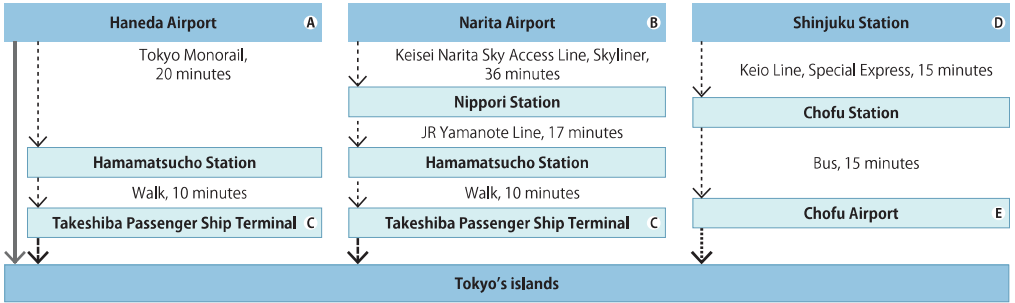 Haneda Airport A
Tokyo Monorail,
20 minutes
Hamamatsucho Station
Walk, 10 minutes
Takeshiba Passenger Ship Terminal C
Narita Airport B
Keisei Narita Sky Access Line, Skyliner,
36 minutes
Nippori Station
JR Yamanote Line, 17 minutes
Hamamatsucho Station
Walk, 10 minutes
Takeshiba Passenger Ship Terminal C
Shinjuku Station D
Keio Line, Special Express, 15 minutes
Chofu Station
Bus, 15 minutes
Chofu Airport E
Tokyo's islands